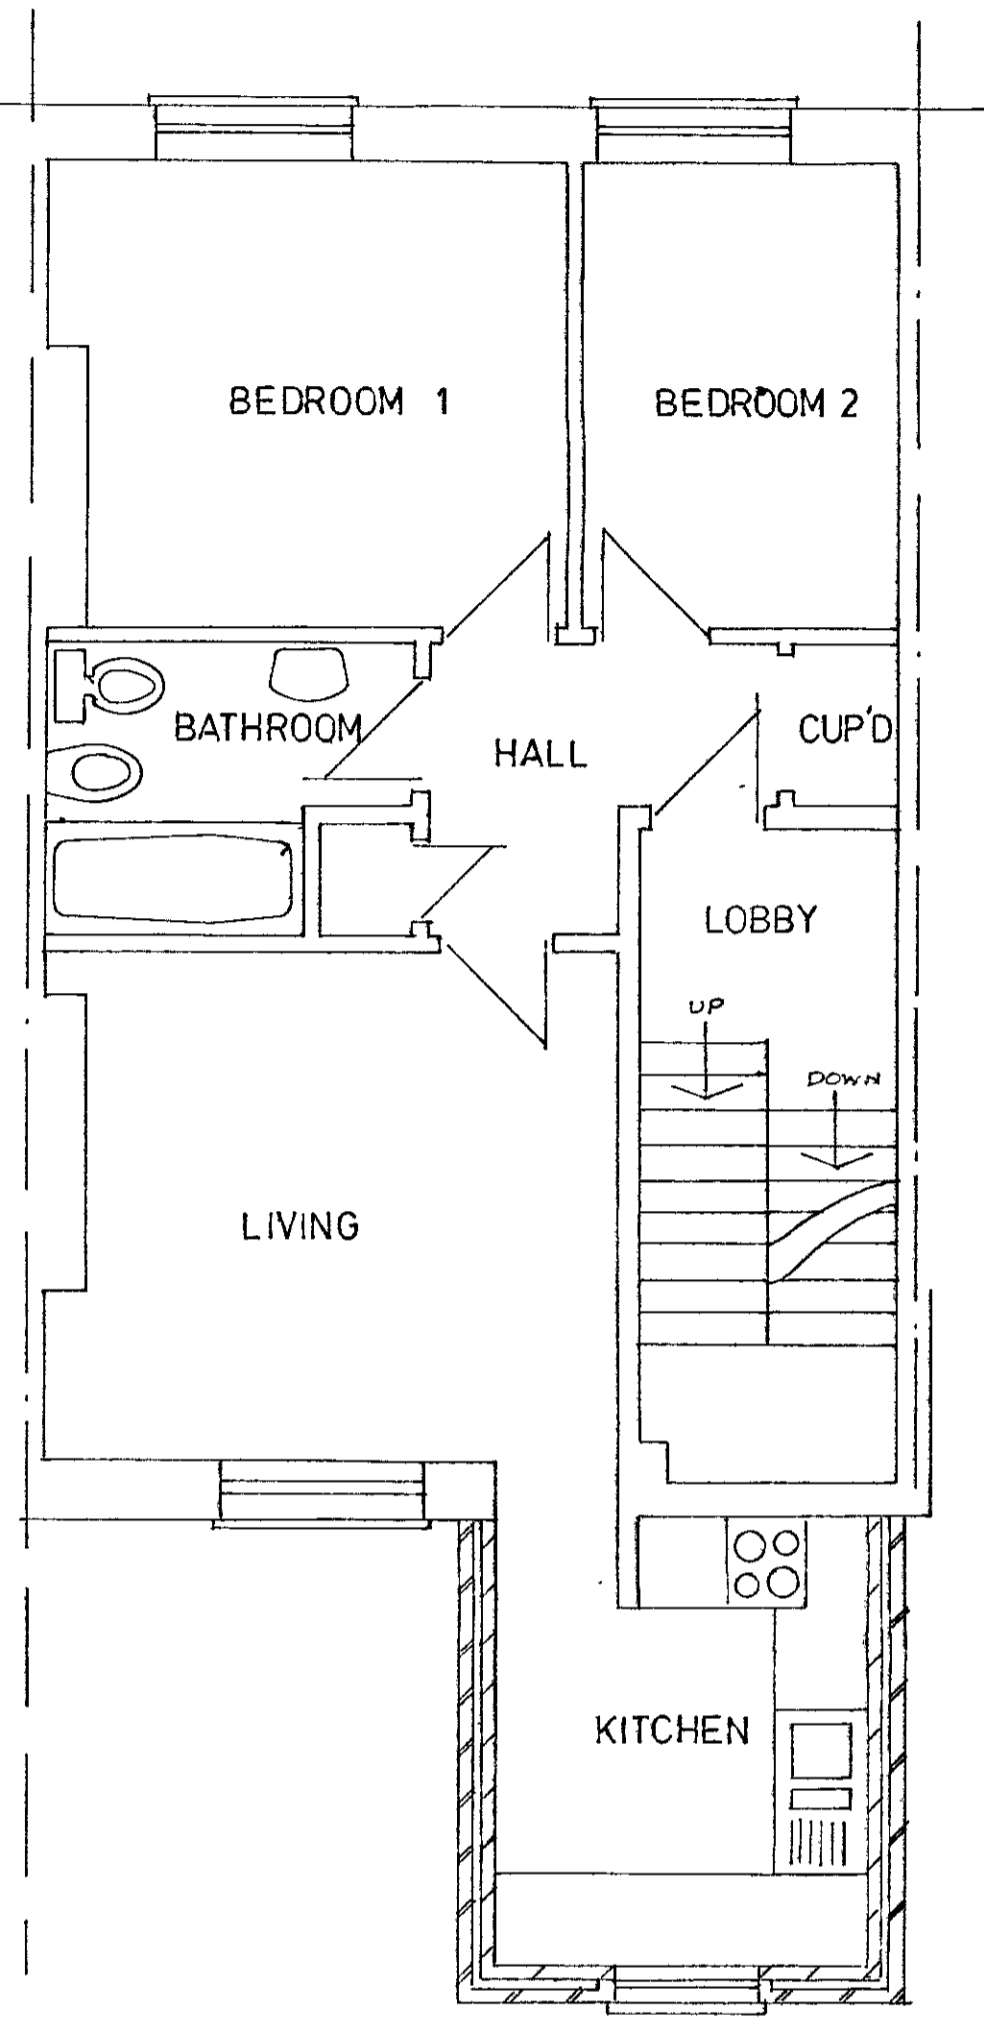 BEDROOM 1
BEDROOM 2
BATHROOM
HALL
CUP'D
LOBBY
UP
DOWN
LIVING
KITCHEN